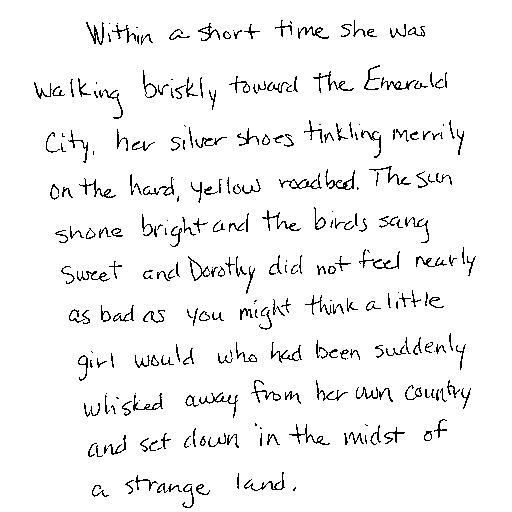 Within a short time she was
walking briskly toward the Emerald
City, her silver shoes tinkling merrily
on the hard, yellow roadbed. The sun
shone bright and the birds sang
sweet and Dorothy did not feel nearly
as bad as you might think a little
girl would who had been suddenly
whisked away from her own country
and set down in the midst of
a strange land.